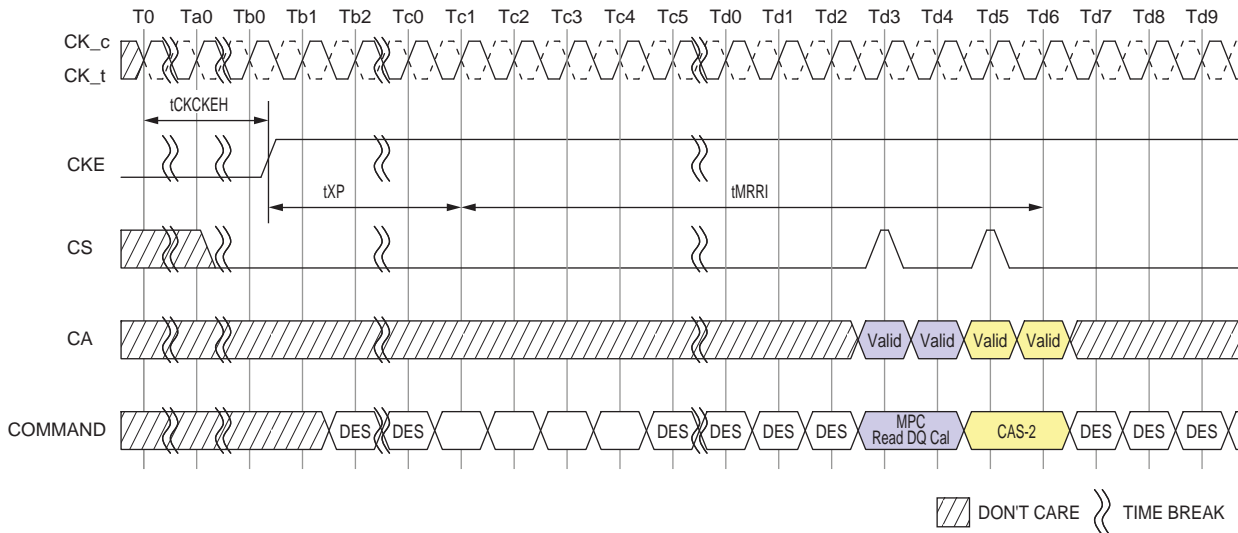 T0 Ta0 Tb0 Tb1 Tb2 Tc0 Tc1 Tc2 Tc3 Tc4 Tc5 Td0 Td1 Td2 Td3 Td4 Td5 Td6 Td7 Td8 Td9
CK_c
CK_t
tCKCKEH
CKE
tXP tMRRI
CS
CA Valid Valid Valid Valid
COMMAND DES DES DES DES DES DES MPC Read DQ Cal CAS-2 DES DES DES
DON'T CARE TIME BREAK